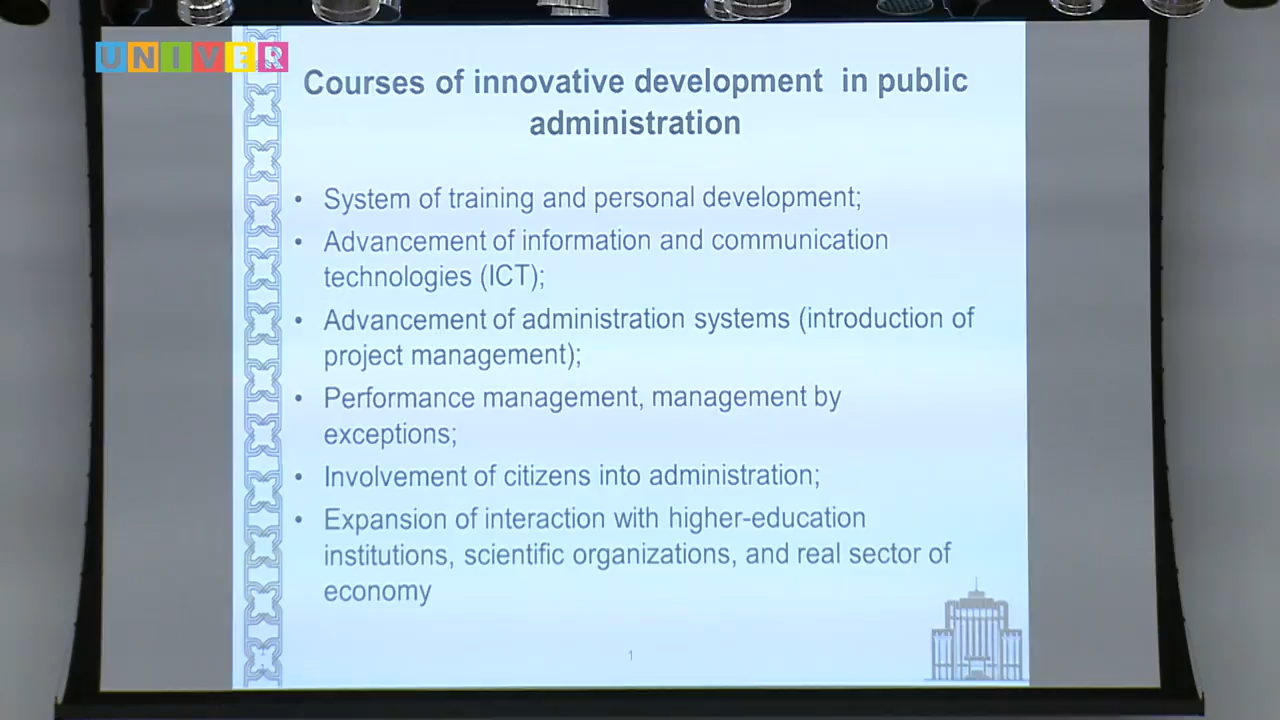 UNIVER
Courses of innovative development in public
administration
• System of training and personal development;
• Advancement of information and communication
technologies (ICT);
• Advancement of administration systems (introduction of
project management);
• Performance management, management by
exceptions;
• Involvement of citizens into administration;
• Expansion of interaction with higher-education
institutions, scientific organizations, and real sector of
economy
1